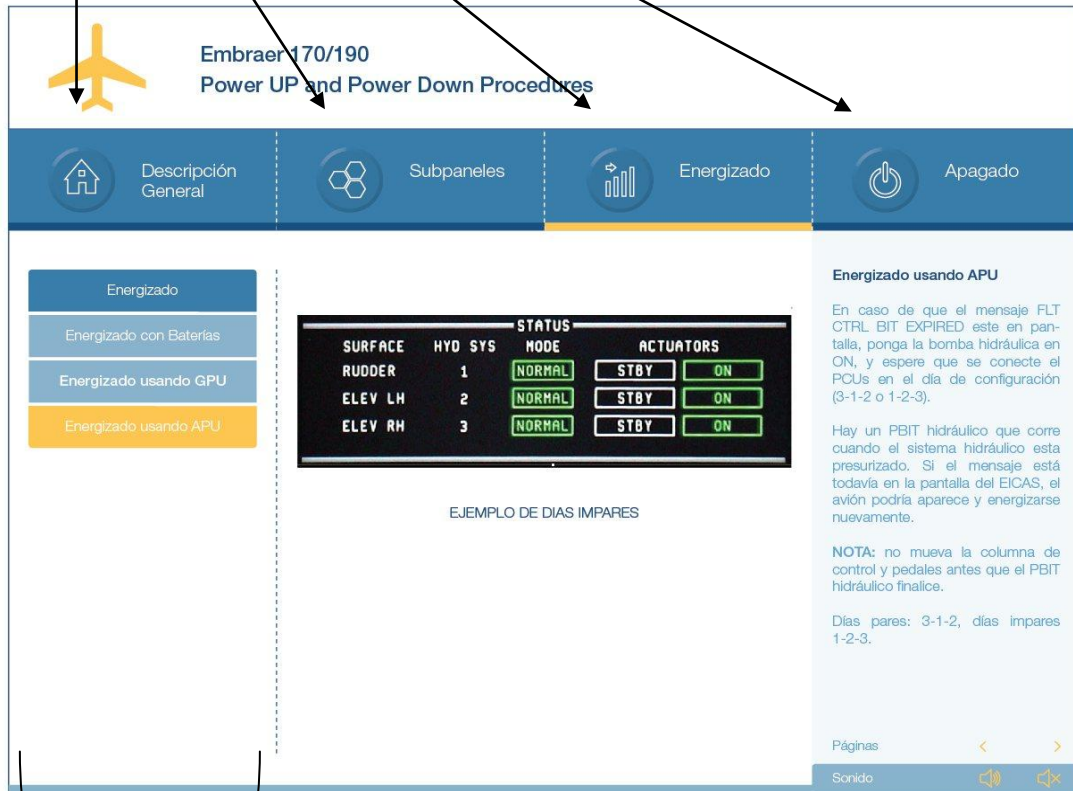 Embraer 170/190
Power UP and Power Down Procedures
Descripción
General
Subpaneles
Energizado
Apagado
Energizado
Energizado con Baterías
Energizado usando GPU
Energizado usando APU
STATUS
SURFACE HYD SYS MODE ACTUATORS
RUDDER 1 NORMAL STBY ON
ELEV LH 2 NORMAL STBY ON
ELEV RH 3 NORMAL STBY ON
EJEMPLO DE DIAS IMPARES
Energizado usando APU
En caso de que el mensaje FLT
CTRL BIT EXPIRED este en pan-
talla, ponga la bomba hidráulica en
ON, y espere que se conecte el
PCUs en el día de configuración
(3-1-2 o 1-2-3).
Hay un PBIT hidráulico que corre
cuando el sistema hidráulico esta
presurizado. Si el mensaje está
todavía en la pantalla del EICAS, el
avión podría aparece y energizarse
nuevamente.
NOTA: no mueva la columna de
control y pedales antes que el PBIT
hidráulico finalice.
Días pares: 3-1-2, días impares
1-2-3.
Páginas < >
Sonido